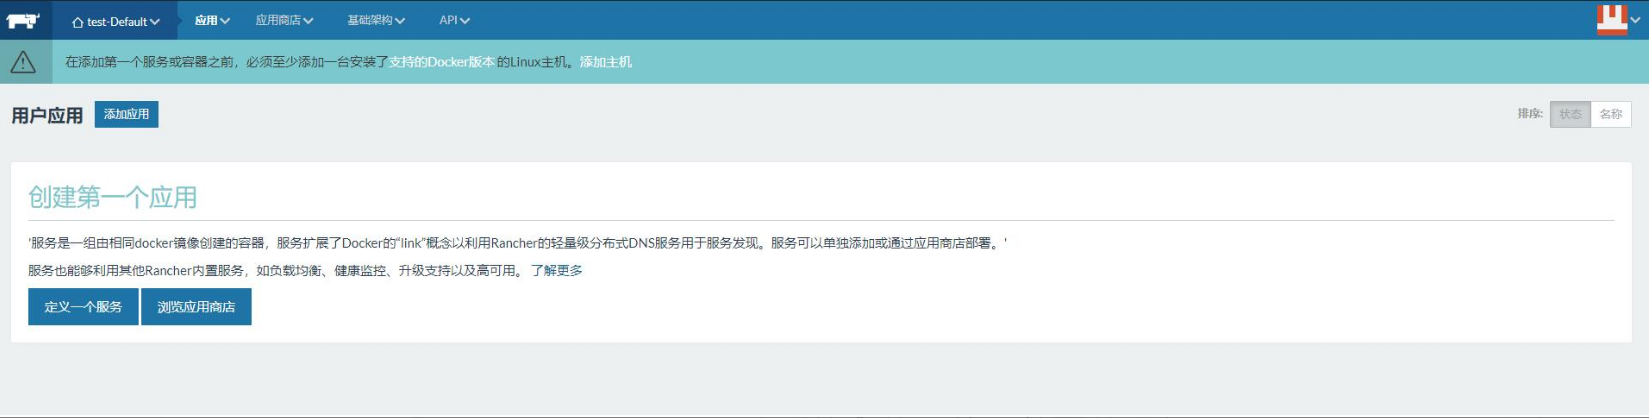 test-Default 应用 应用商店 基础架构 API
在添加第一个服务或容器之前，必须至少添加一台安装了支持的Docker版本的Linux主机。添加主机
用户应用 添加应用 排序: 状态 名称
创建第一个应用
'服务是一组由相同docker镜像创建的容器，服务扩展了Docker的“link”概念以利用Rancher的轻量级分布式DNS服务用于服务发现。服务可以单独添加或通过应用商店部署。'
服务也能够利用其他Rancher内置服务，如负载均衡、健康监控、升级支持以及高可用。 了解更多
定义一个服务 浏览应用商店